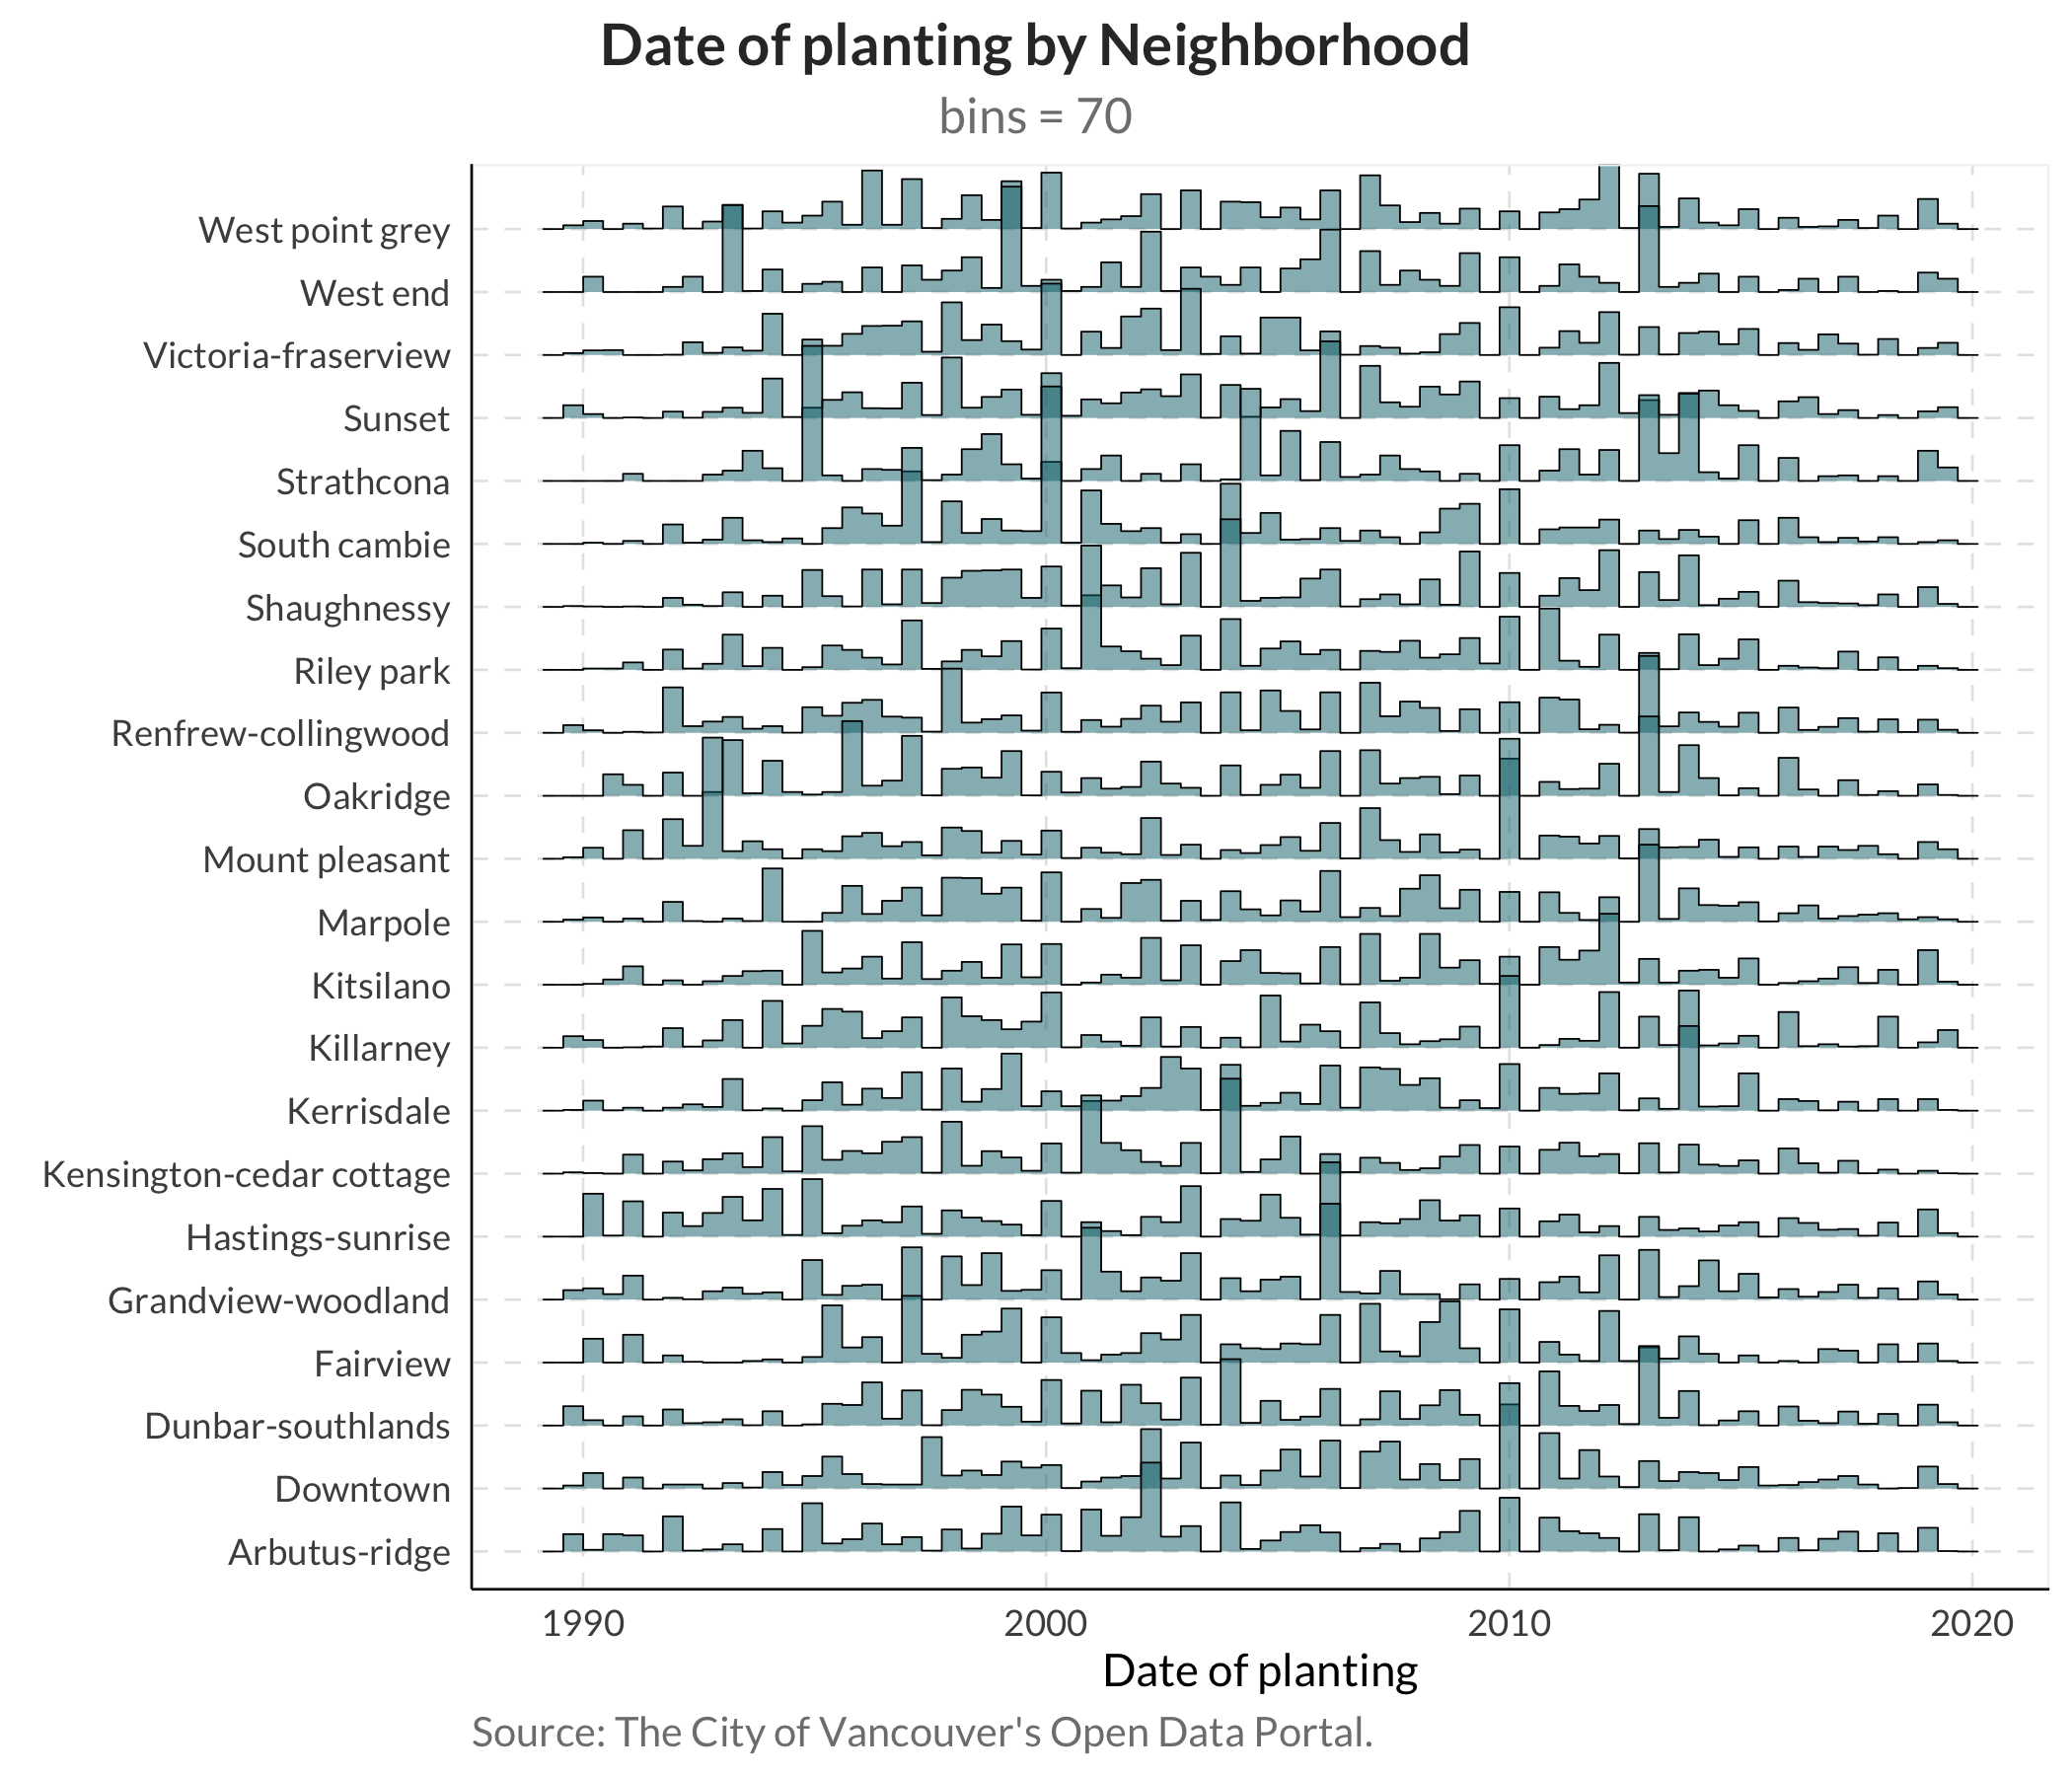 Date of planting by Neighborhood
bins = 70
West point grey
West end
Victoria-fraserview
Sunset
Strathcona
South cambie
Shaughnessy
Riley park
Renfrew-collingwood
Oakridge
Mount pleasant
Marpole
Kitsilano
Killarney
Kerrisdale
Kensington-cedar cottage
Hastings-sunrise
Grandview-woodland
Fairview
Dunbar-southlands
Downtown
Arbutus-ridge
1990 2000 2010 2020
Date of planting
Source: The City of Vancouver's Open Data Portal.